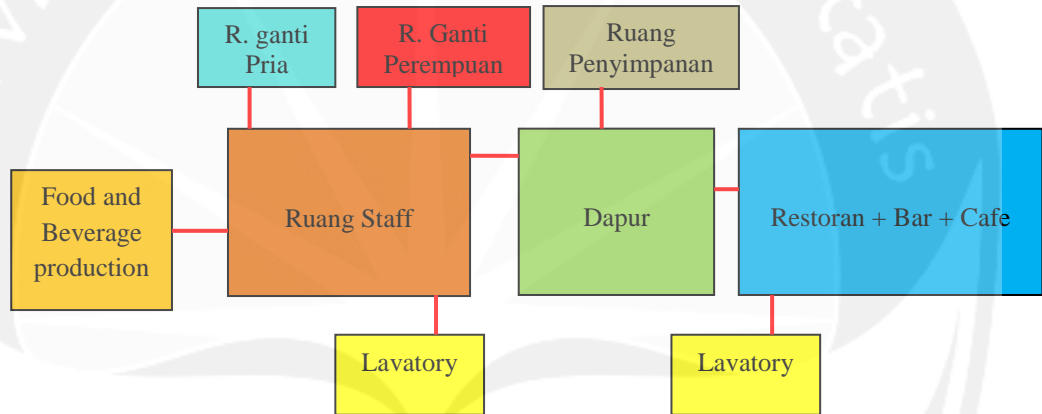 R. ganti
Pria
R. Ganti
Perempuan
Ruang
Penyimpanan
Food and
Beverage
production
Ruang Staff
Dapur
Restoran + Bar + Cafe
Lavatory
Lavatory